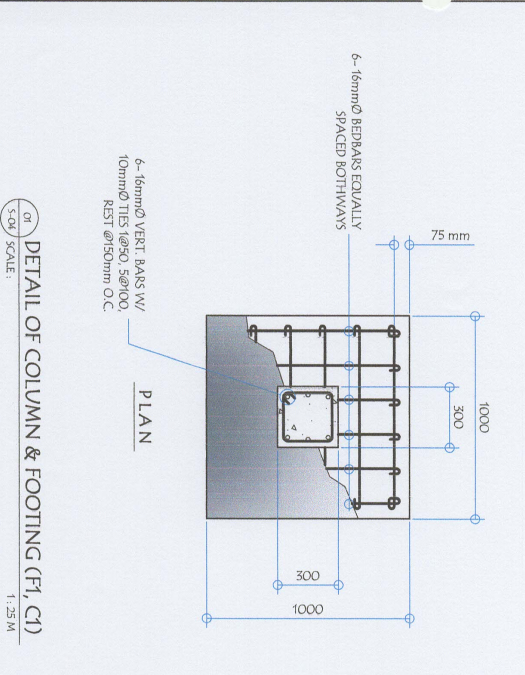 6-16mmØ BEDBARS EQUALLY
SPACED BOTHWAYS
75 mm
1000
300
300
1000
6-16mmØ VERT. BARS W/
10mmØ TIES 1@50, 5@100,
REST @150mm O.C.
PLAN
01
S-04
DETAIL OF COLUMN & FOOTING (F1, C1)
SCALE :
1 : 25 M